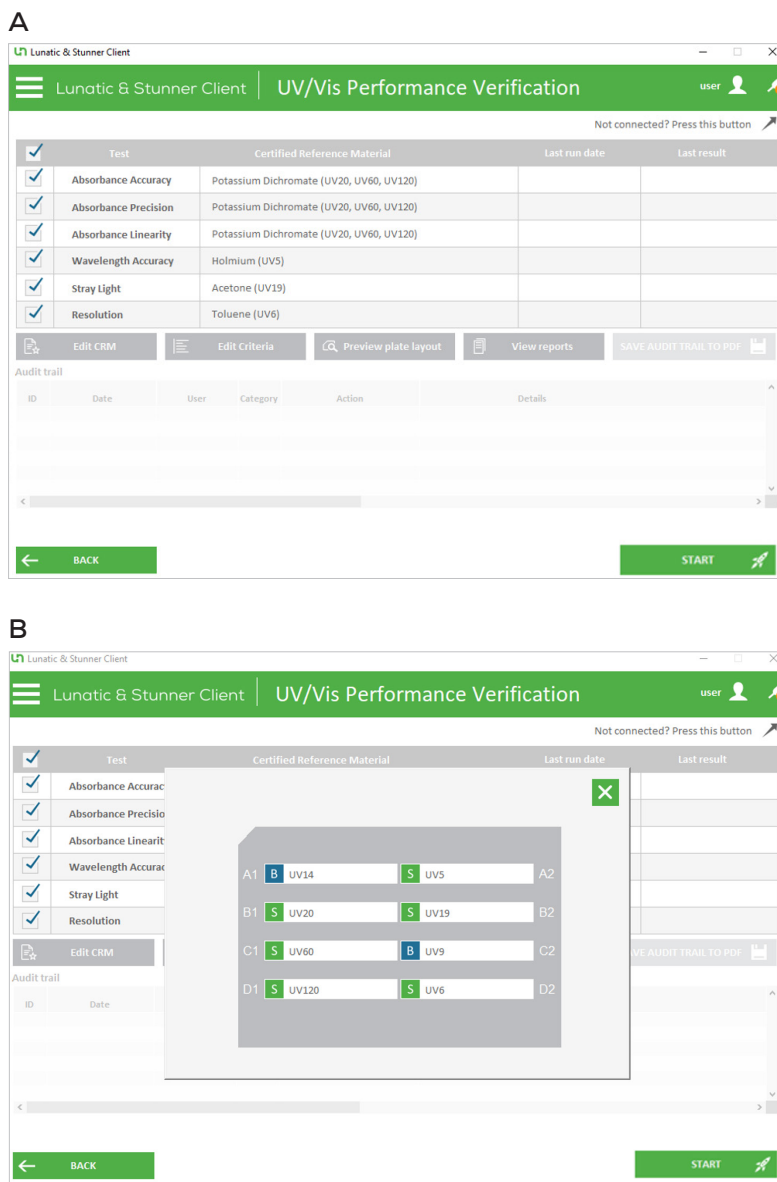 A
Lunatic & Stunner Client
Lunatic & Stunner Client UV/Vis Performance Verification user
Not connected? Press this button
Test Certified Reference Material Last run date Last result
Absorbance Accuracy Potassium Dichromate (UV20, UV60, UV120)
Absorbance Precision Potassium Dichromate (UV20, UV60, UV120)
Absorbance Linearity Potassium Dichromate (UV20, UV60, UV120)
Wavelength Accuracy Holmium (UV5)
Stray Light Acetone (UV19)
Resolution Toluene (UV6)
Edit CRM Edit Criteria Preview plate layout View reports SAVE AUDIT TRAIL TO PDF
Audit trail
ID Date User Category Action Details
BACK START
B
Lunatic & Stunner Client
Lunatic & Stunner Client UV/Vis Performance Verification user
Not connected? Press this button
Test Certified Reference Material Last run date Last result
Absorbance Accurac
Absorbance Precisio
Absorbance Linearit
Wavelength Accurac
Stray Light
Resolution
A1 B UV14 S UV5 A2
B1 S UV20 S UV19 B2
C1 S UV60 B UV9 C2
D1 S UV120 S UV6 D2
Edit CRM VE AUDIT TRAIL TO PDF
Audit trail
ID Date
BACK START